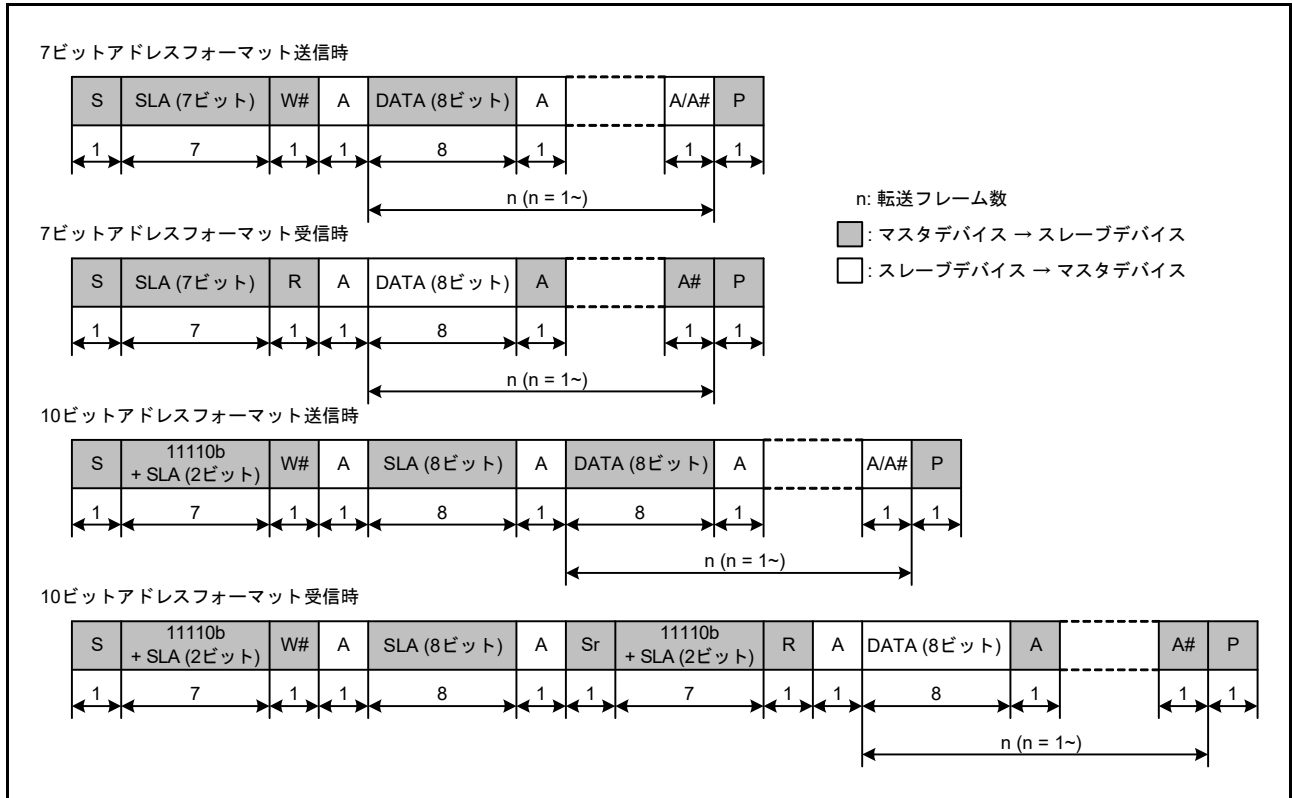 7ビットアドレスフォーマット送信時
S SLA (7ビット) W# A DATA (8ビット) A A/A# P
1 7 1 1 8 1 1 1
n (n = 1~)
n: 転送フレーム数
: マスタデバイス → スレーブデバイス
: スレーブデバイス → マスタデバイス
7ビットアドレスフォーマット受信時
S SLA (7ビット) R A DATA (8ビット) A A# P
1 7 1 1 8 1 1 1
n (n = 1~)
10ビットアドレスフォーマット送信時
S 11110b + SLA (2ビット) W# A SLA (8ビット) A DATA (8ビット) A A/A# P
1 7 1 1 8 1 8 1 1 1
n (n = 1~)
10ビットアドレスフォーマット受信時
S 11110b + SLA (2ビット) W# A SLA (8ビット) A Sr 11110b + SLA (2ビット) R A DATA (8ビット) A A# P
1 7 1 1 8 1 1 7 1 1 8 1 1 1
n (n = 1~)